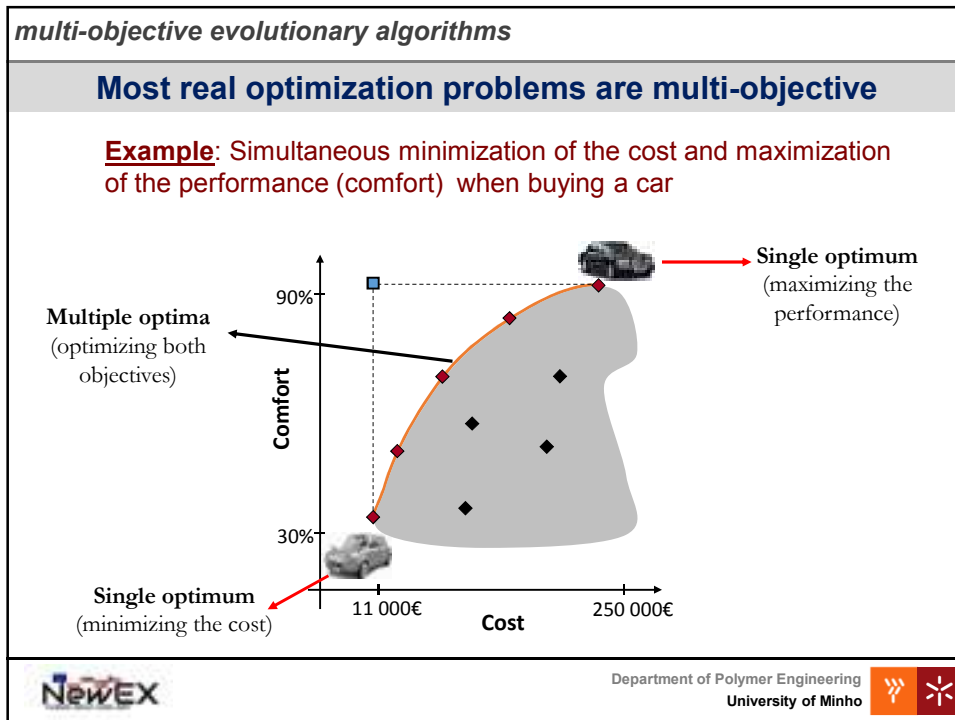 multi-objective evolutionary algorithms
Most real optimization problems are multi-objective
Example: Simultaneous minimization of the cost and maximization
of the performance (comfort) when buying a car
Single optimum
(maximizing the
performance)
90%
Multiple optima
(optimizing both
objectives)
Comfort
30%
Single optimum
(minimizing the cost)
11 000€
250 000€
Cost
NewEX
Department of Polymer Engineering
University of Minho